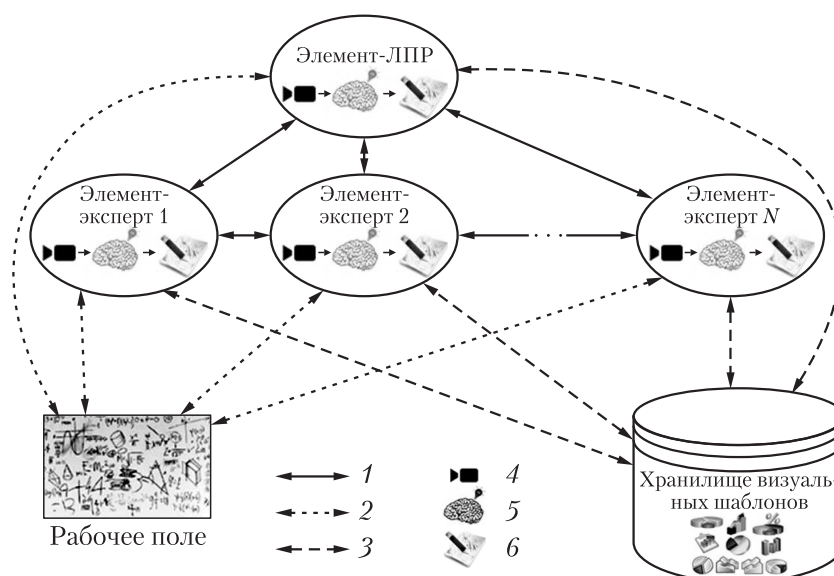 Элемент-ЛПР
Элемент-
эксперт 1
Элемент-
эксперт 2
Элемент-
эксперт N
Рабочее поле
1
2
3
4
5
6
Хранилище визуаль-
ных шаблонов